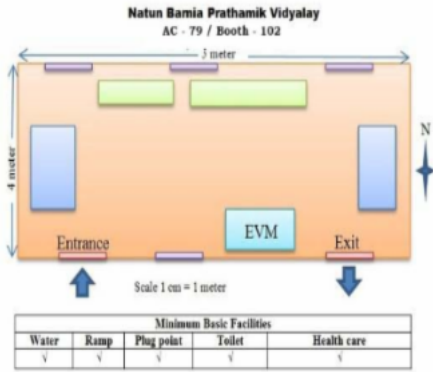 Natun Bamia Prathamik Vidyalay
AC - 79 / Booth - 102
5 meter
4 meter
N
EVM
Entrance
Exit
Scale 1 cm = 1 meter
Minimum Basic Facilities
Water Ramp Plug point Toilet Health care
√ √ √ √ √